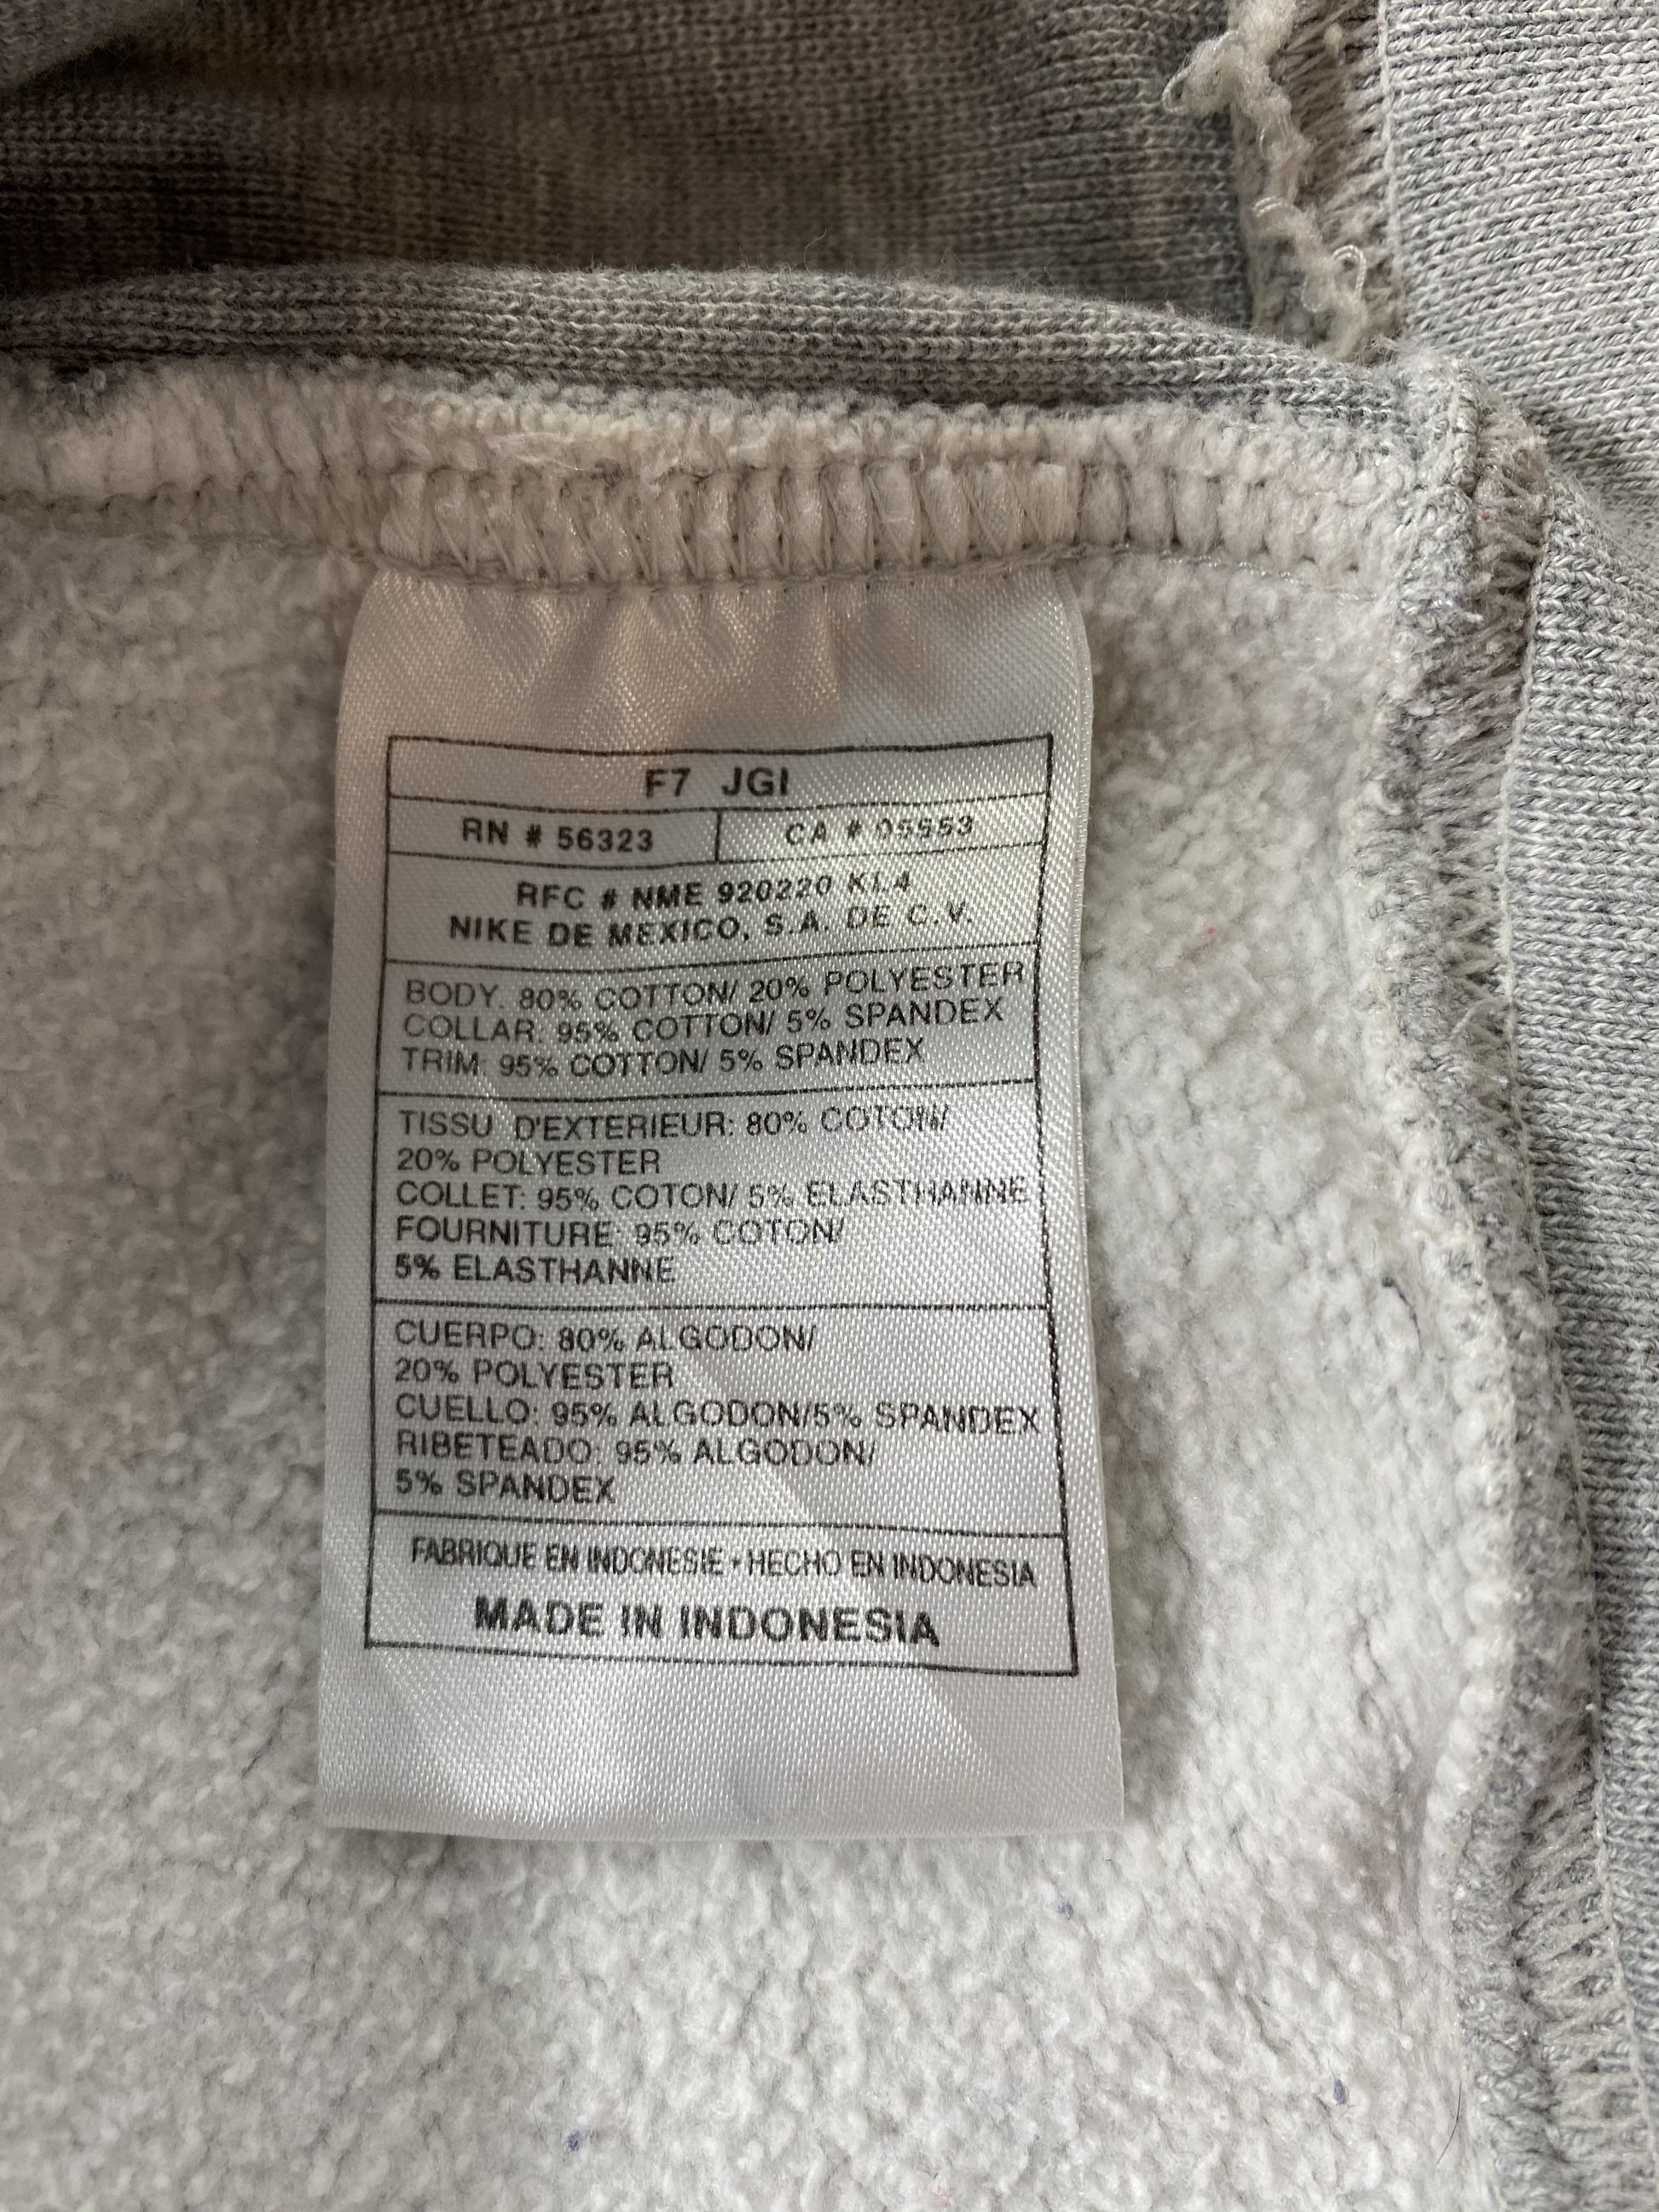 F7 JGI
RN # 56323 CA # 05553
RFC # NME 920220 KL4
NIKE DE MEXICO, S.A. DE C.V.
BODY: 80% COTTON/ 20% POLYESTER
COLLAR: 95% COTTON/ 5% SPANDEX
TRIM: 95% COTTON/ 5% SPANDEX
TISSU D'EXTERIEUR: 80% COTON/
20% POLYESTER
COLLET: 95% COTON/ 5% ELASTHANNE
FOURNITURE: 95% COTON/
5% ELASTHANNE
CUERPO: 80% ALGODON/
20% POLYESTER
CUELLO: 95% ALGODON/5% SPANDEX
RIBETEADO: 95% ALGODON/
5% SPANDEX
FABRIQUE EN INDONESIE - HECHO EN INDONESIA
MADE IN INDONESIA